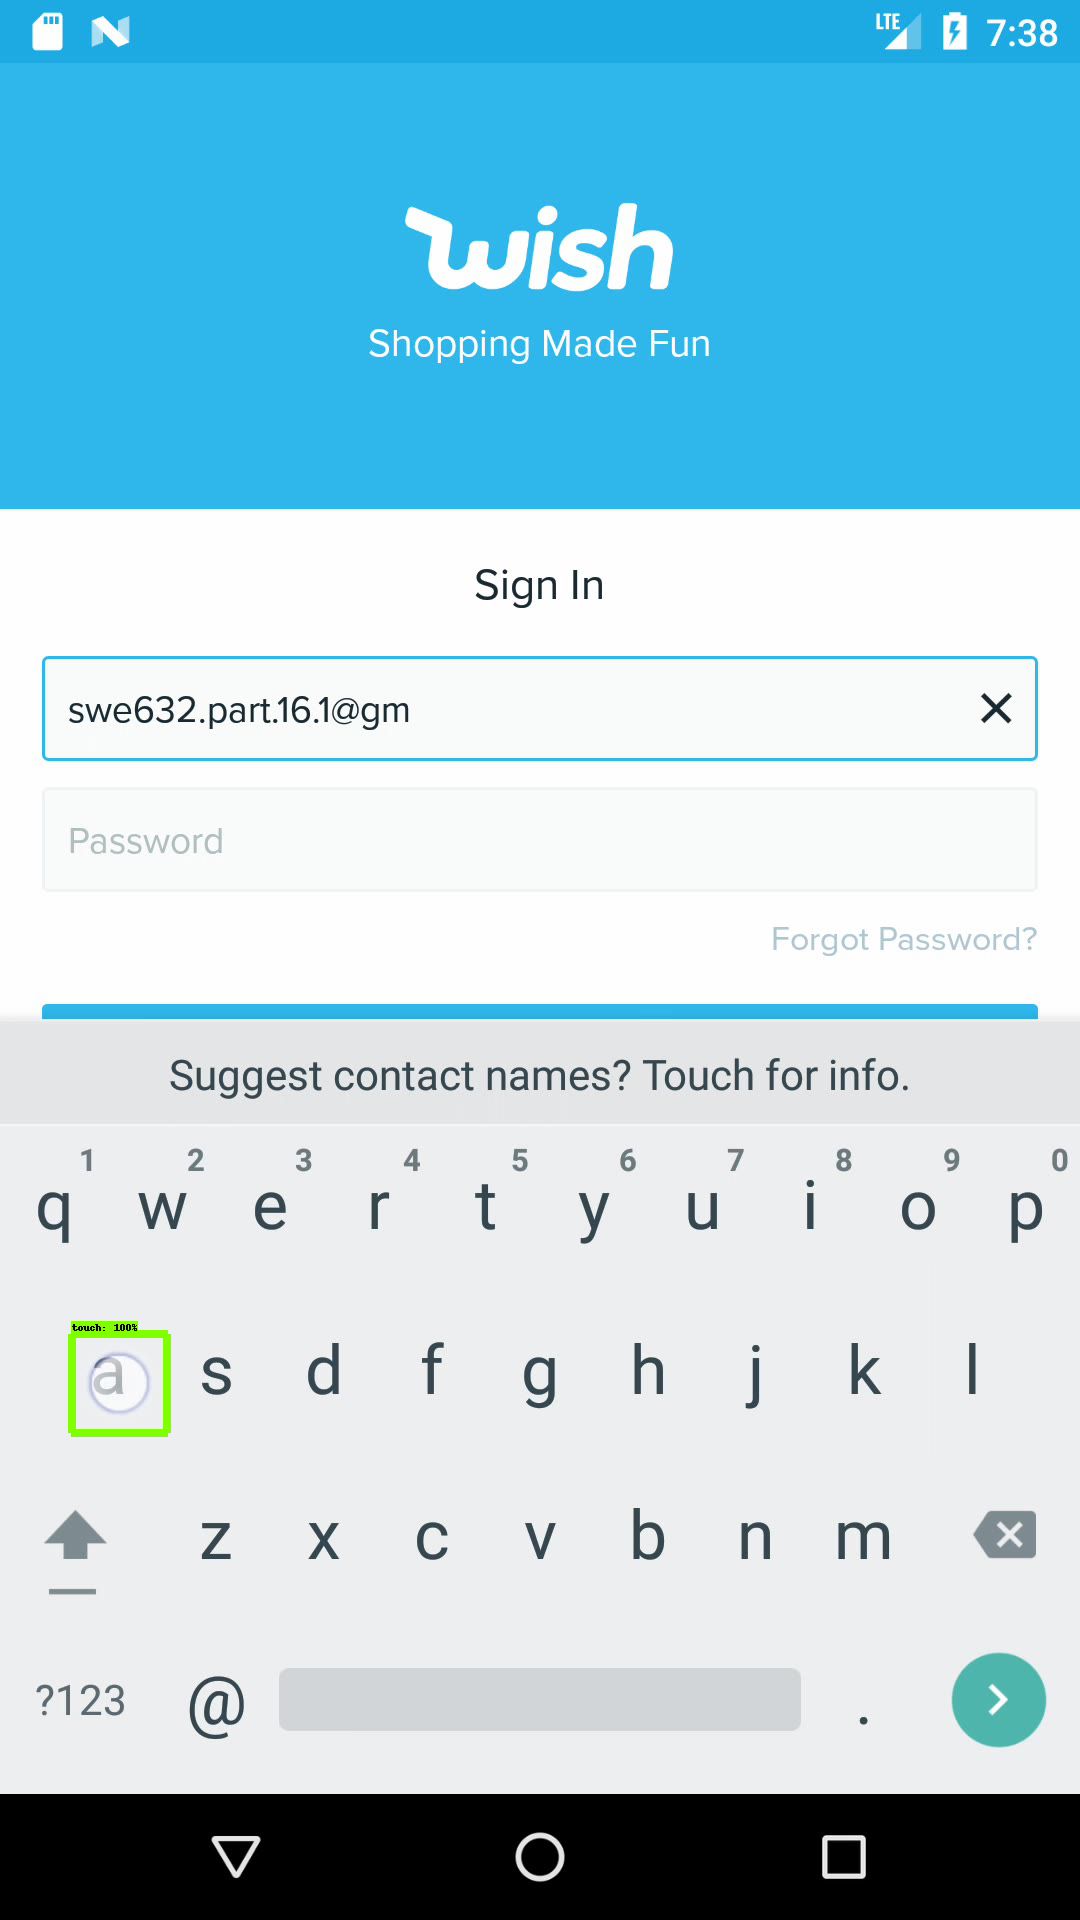 LTE 7:38
wish
Shopping Made Fun
Sign In
swe632.part.16.1@gm
Password
Forgot Password?
Suggest contact names? Touch for info.
1 2 3 4 5 6 7 8 9 0
q w e r t y u i o p
touch: 100%
a s d f g h j k l
z x c v b n m
?123 @ .